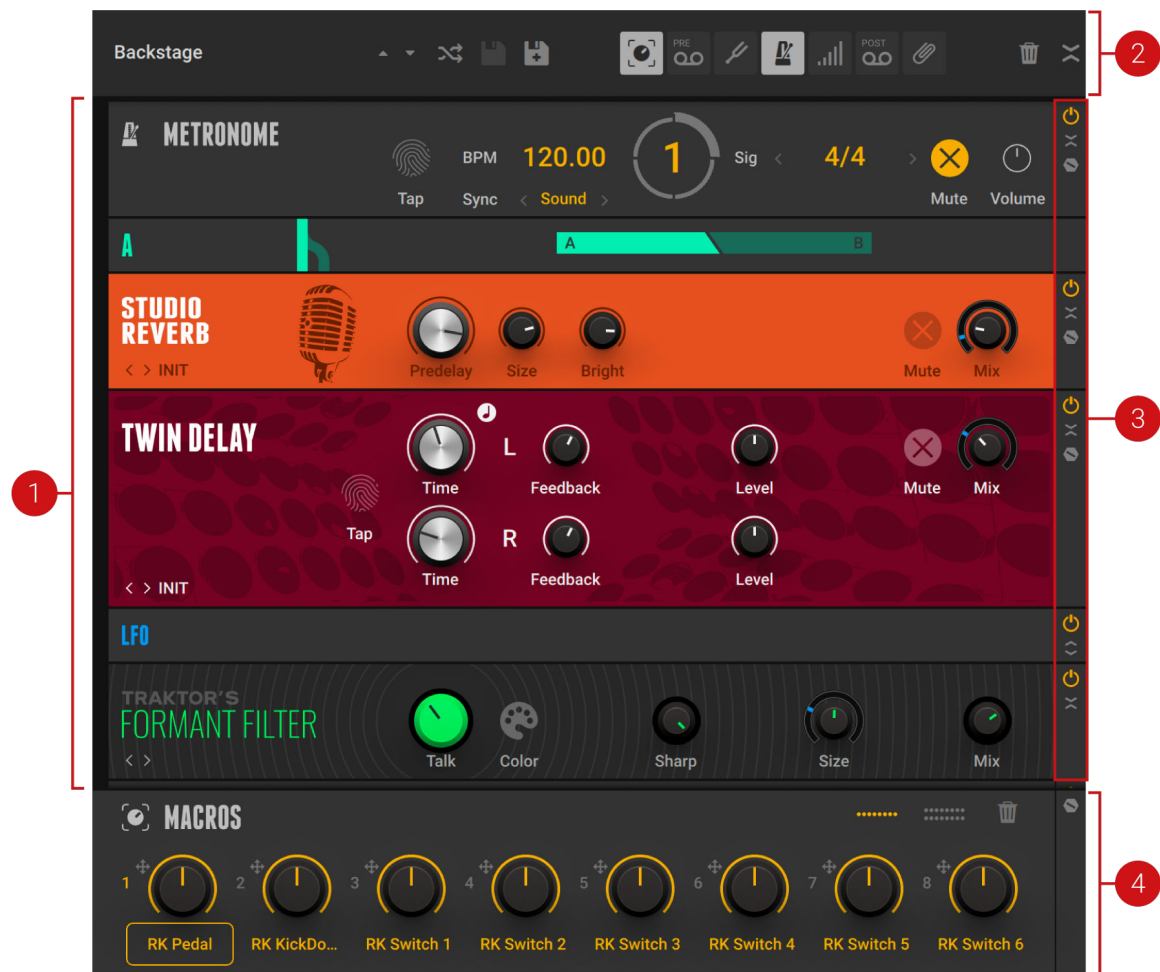 Backstage
PRE
POST
2
METRONOME
BPM 120.00
1
Sig < 4/4 >
Tap
Sync < Sound >
Mute
Volume
A
A
B
STUDIO
REVERB
< > INIT
Predelay
Size
Bright
Mute
Mix
3
TWIN DELAY
L
Time
Feedback
Level
Mute
Mix
1
Tap
R
Time
Feedback
Level
< > INIT
LFO
TRAKTOR'S
FORMANT FILTER
< >
Talk
Color
Sharp
Size
Mix
MACROS
1
2
3
4
5
6
7
8
4
RK Pedal
RK KickDo...
RK Switch 1
RK Switch 2
RK Switch 3
RK Switch 4
RK Switch 5
RK Switch 6